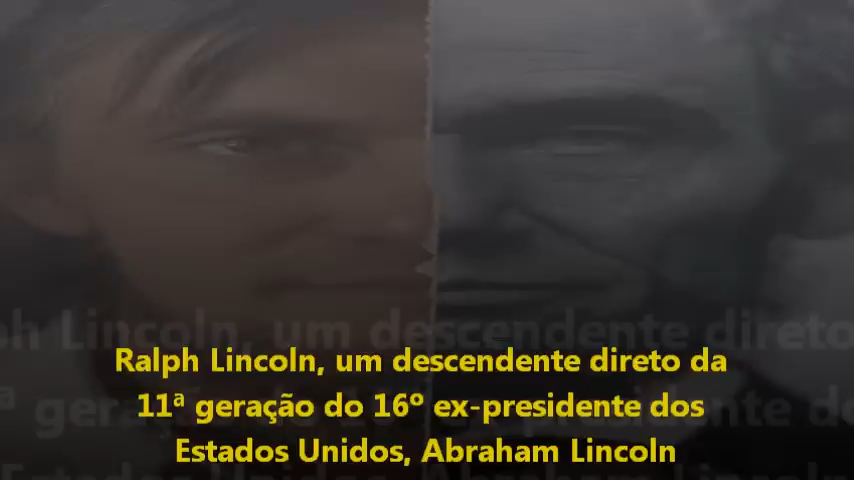 Ralph Lincoln, um descendente direto da
11ª geração do 16º ex-presidente dos
Estados Unidos, Abraham Lincoln